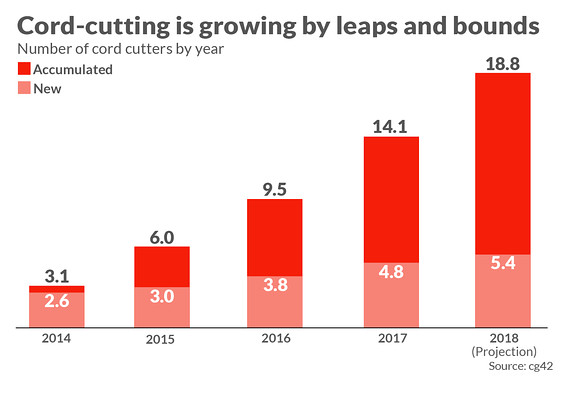 Cord-cutting is growing by leaps and bounds
Number of cord cutters by year
Accumulated
New
18.8
14.1
9.5
6.0
3.1
2.6
3.0
3.8
4.8
5.4
2014
2015
2016
2017
2018
(Projection)
Source: cg42